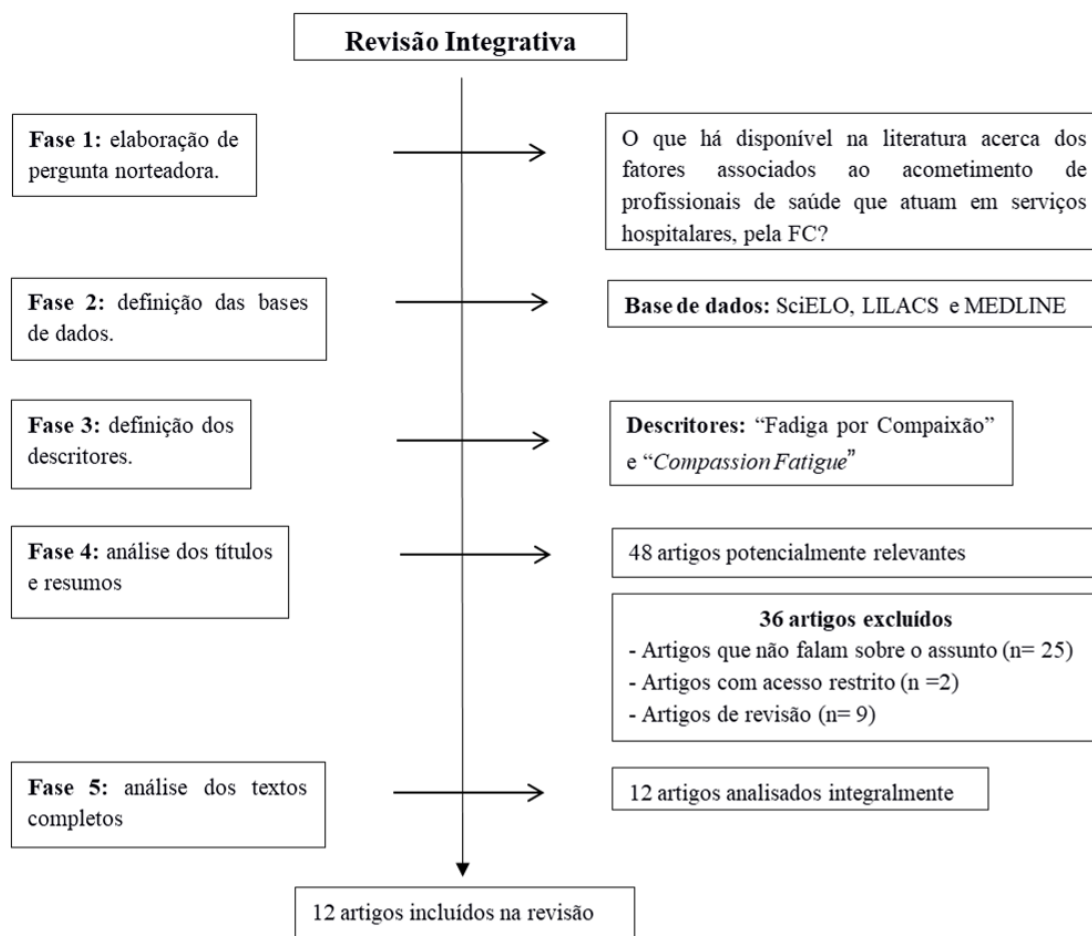 Revisão Integrativa
Fase 1: elaboração de
pergunta norteadora.
O que há disponível na literatura acerca dos
fatores associados ao acometimento de
profissionais de saúde que atuam em serviços
hospitalares, pela FC?
Fase 2: definição das bases
de dados.
Base de dados: SciELO, LILACS e MEDLINE
Fase 3: definição dos
descritores.
Descritores: “Fadiga por Compaixão”
e “Compassion Fatigue”
Fase 4: análise dos títulos
e resumos
48 artigos potencialmente relevantes
36 artigos excluídos
- Artigos que não falam sobre o assunto (n= 25)
- Artigos com acesso restrito (n =2)
- Artigos de revisão (n= 9)
Fase 5: análise dos textos
completos
12 artigos analisados integralmente
12 artigos incluídos na revisão